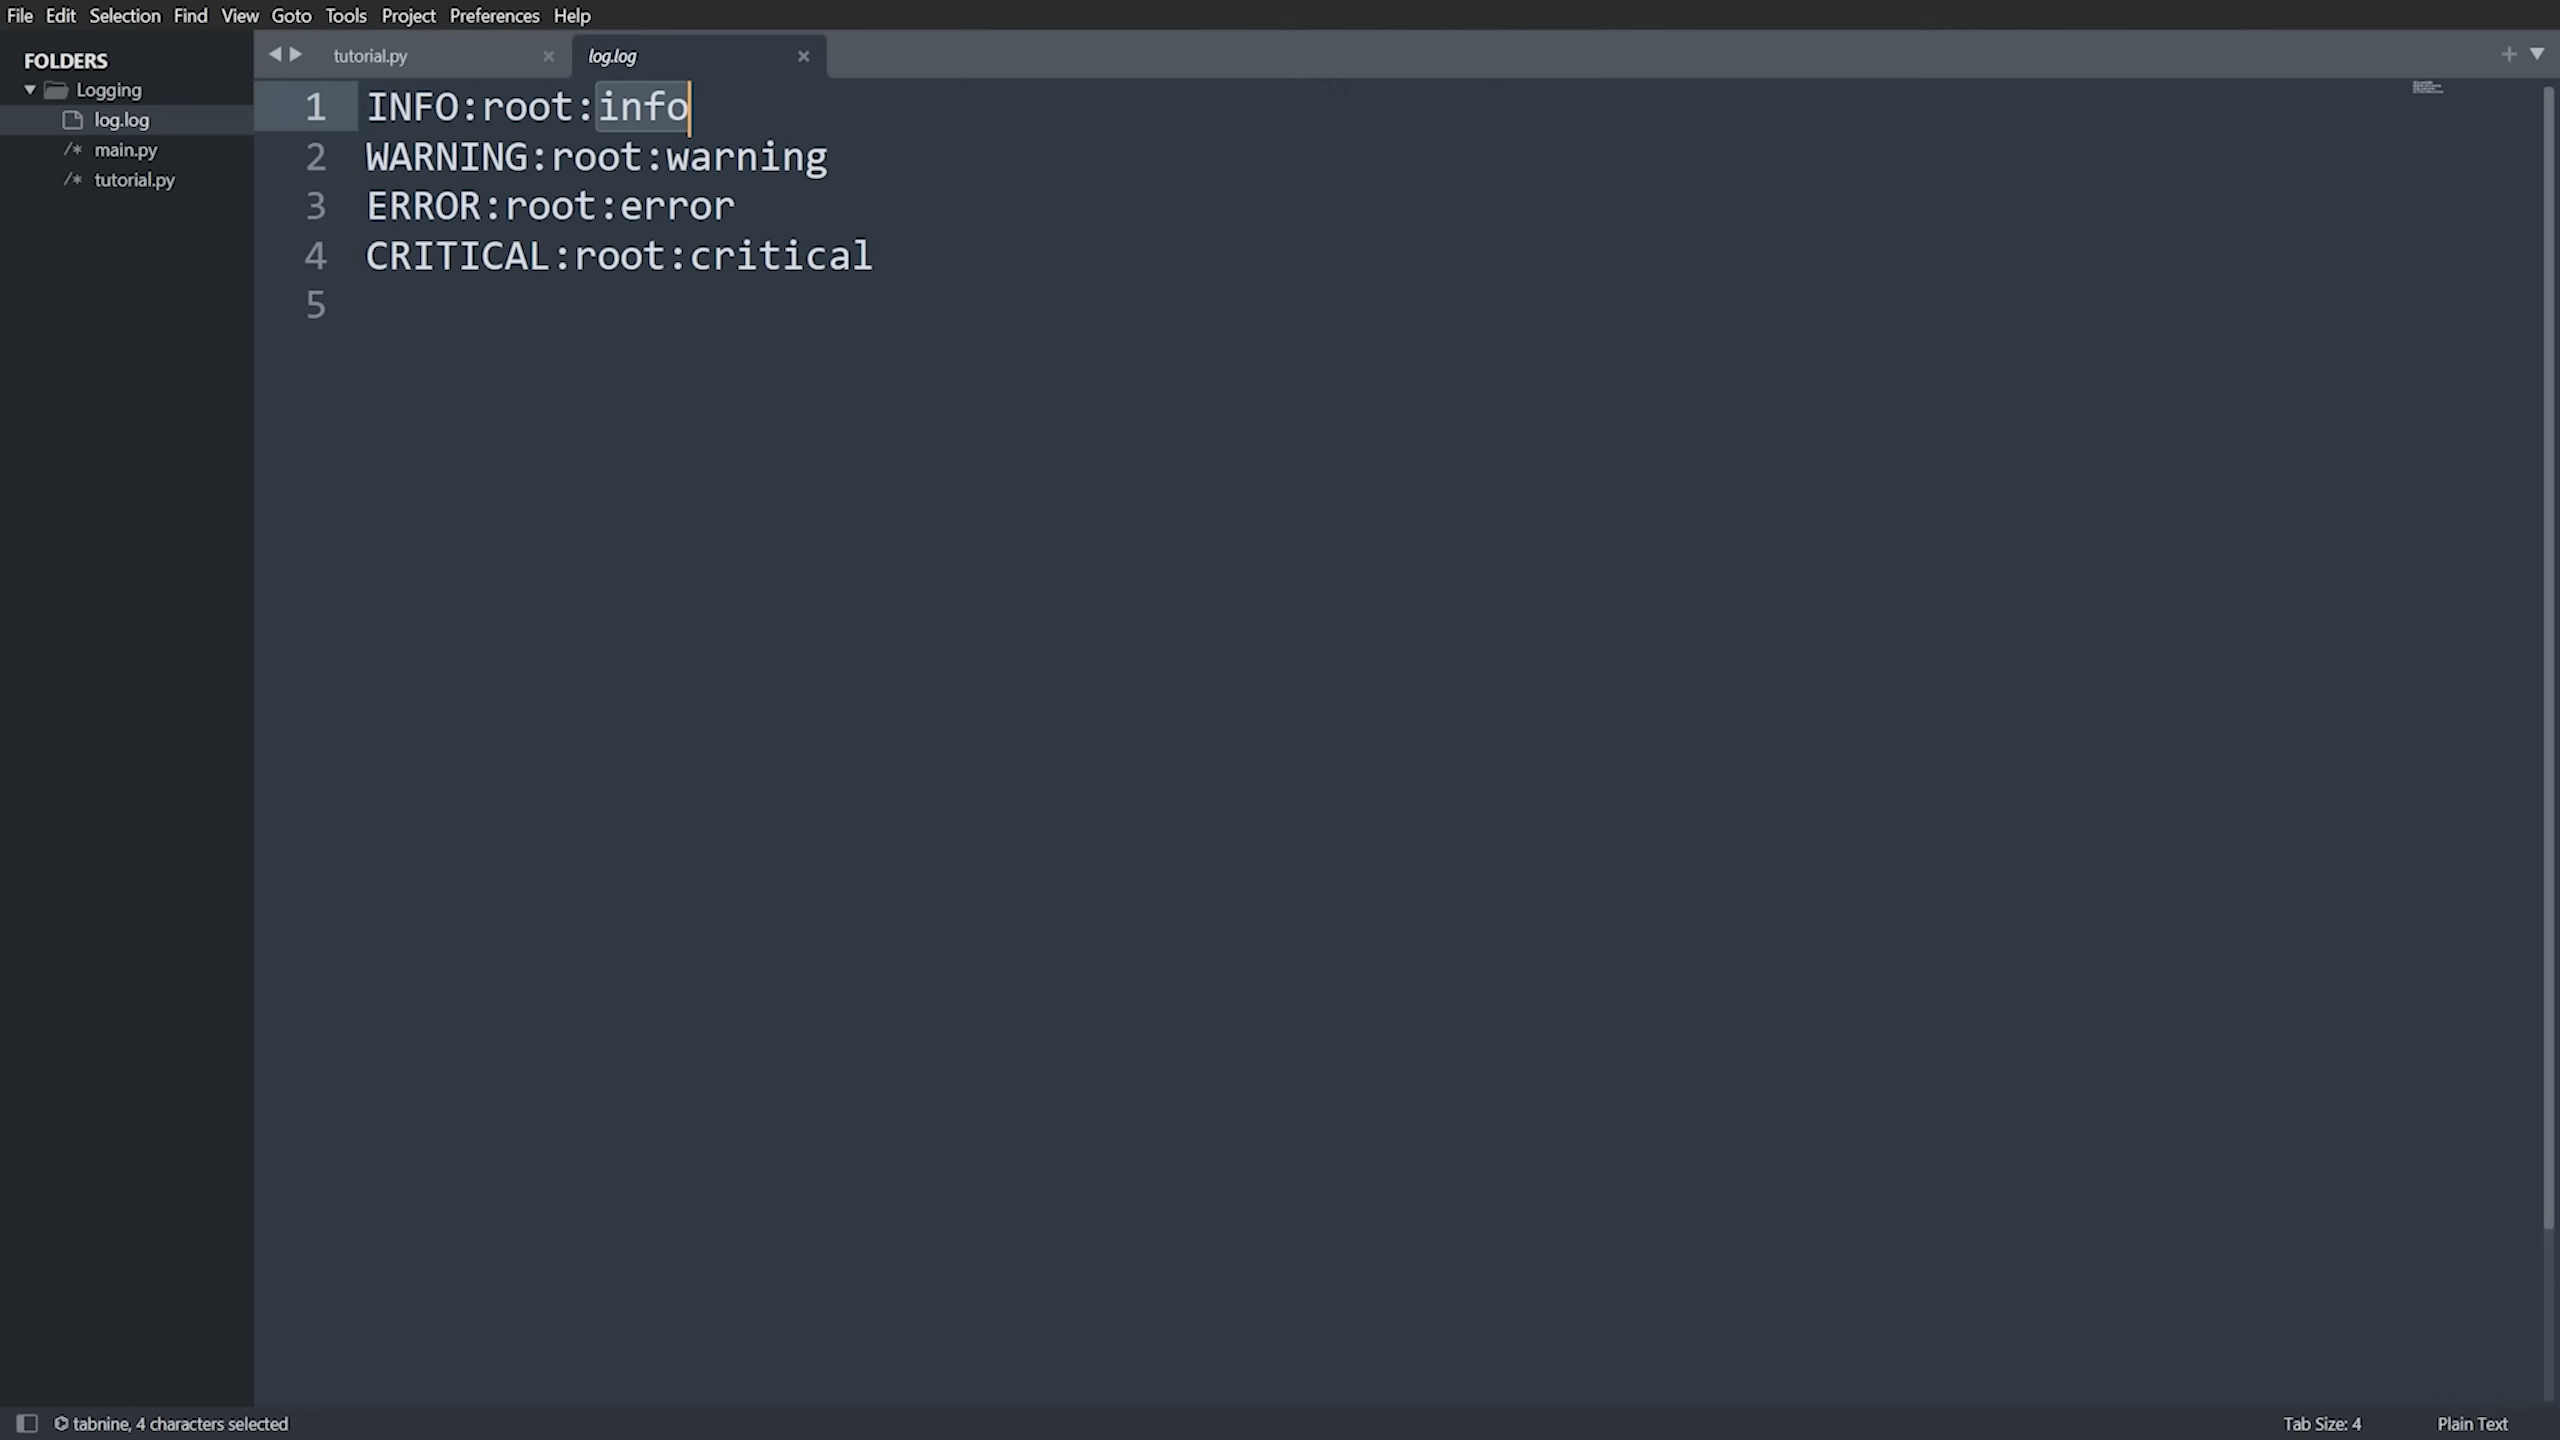 File Edit Selection Find View Goto Tools Project Preferences Help
FOLDERS
Logging
log.log
main.py
tutorial.py
tutorial.py
log.log
1 INFO:root:info
2 WARNING:root:warning
3 ERROR:root:error
4 CRITICAL:root:critical
5
tabnine, 4 characters selected
Tab Size: 4
Plain Text